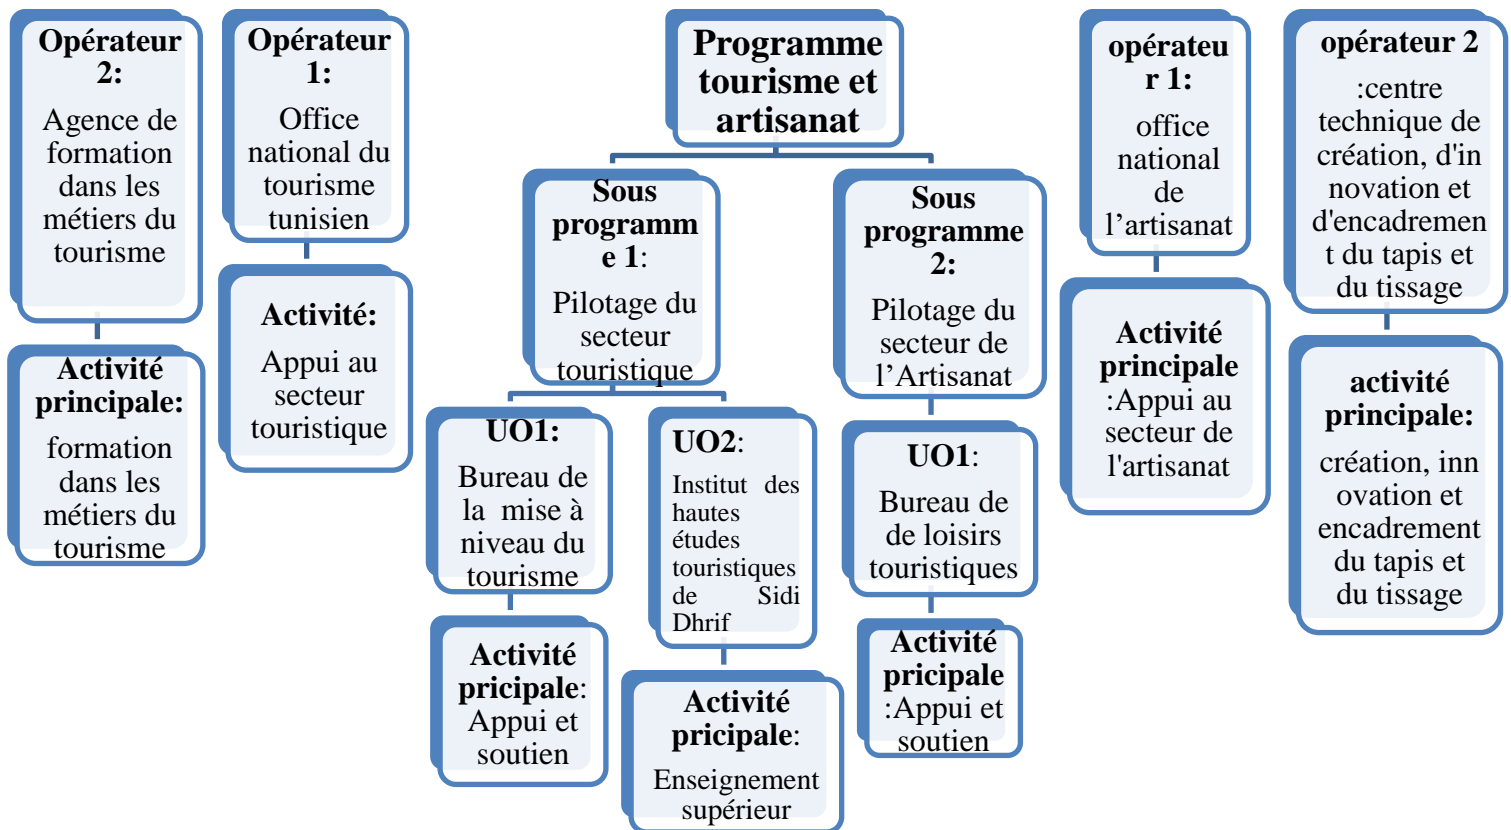 Opérateur
2:
Agence de
formation
dans les
métiers du
tourisme
Activité
principale:
formation
dans les
métiers du
tourisme
Opérateur
1:
Office
national du
tourisme
tunisien
Activité:
Appui au
secteur
touristique
Programme
tourisme et
artisanat
Sous
programm
e 1:
Pilotage du
secteur
touristique
UO1:
Bureau de
la mise à
niveau du
tourisme
Activité
pricipale:
Appui et
soutien
UO2:
Institut des
hautes
études
touristiques
de Sidi
Dhrif
Activité
pricipale:
Enseignement
supérieur
Sous
programme
2:
Pilotage du
secteur de
l’Artisanat
UO1:
Bureau de
de loisirs
touristiques
Activité
pricipale
:Appui et
soutien
opérateu
r 1:
office
national
de
l’artisanat
Activité
principale
:Appui au
secteur de
l'artisanat
opérateur 2
:centre
technique de
création, d'in
novation et
d'encadremen
t du tapis et
du tissage
activité
principale:
création, inn
ovation et
encadrement
du tapis et
du tissage